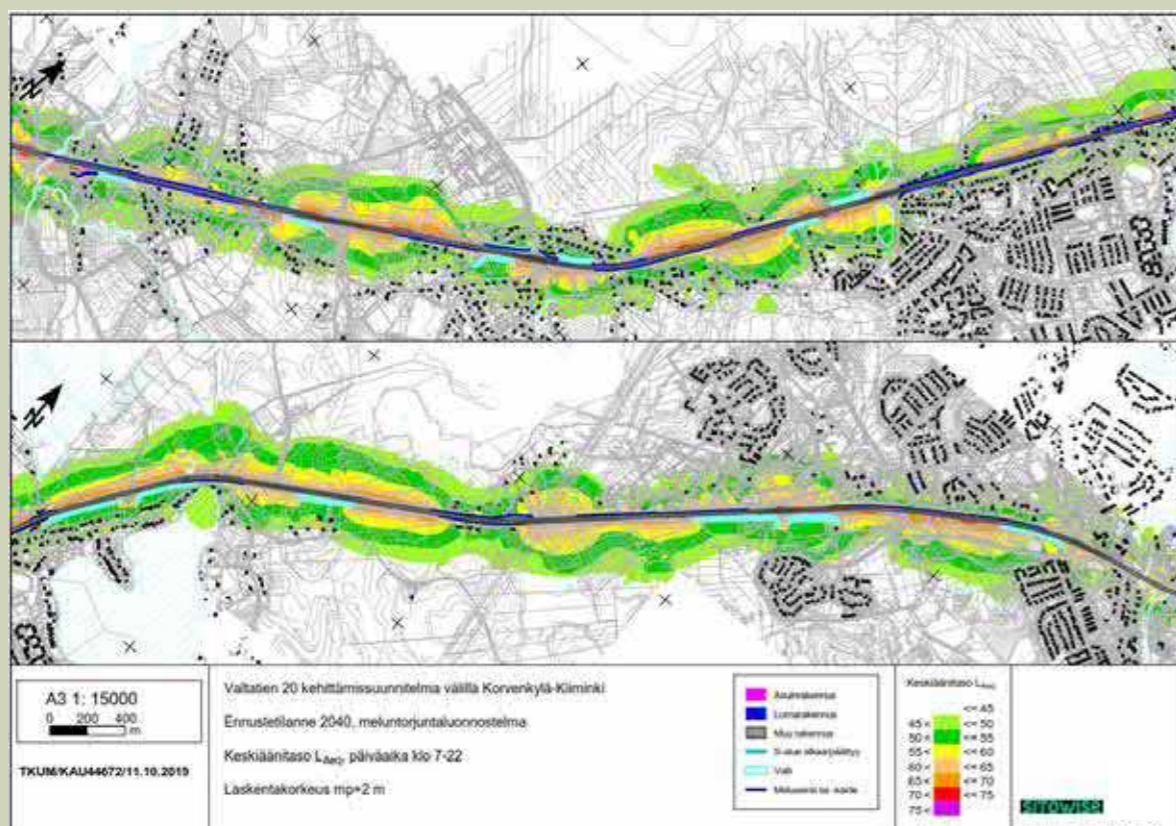 N
N
A3 1: 15000
0 200 400
m
TKUM/KAU44672/11.10.2019
Valtatien 20 kehittämissuunnitelma välillä Korvenkylä-Kiiminki
Ennustetilanne 2040, meluntorjuntaluonnostelma
Keskiäänitaso LAeq, päiväaika klo 7-22
Laskentakorkeus mp+2 m
Asuinrakennus
Lomarakennus
Muu rakennus
Valli
Keskiäänitaso LAeq
<= 45
45 < <= 50
50 < <= 55
55 < <= 60
60 < <= 65
65 < <= 70
70 < <= 75
75 <
SITOWISE